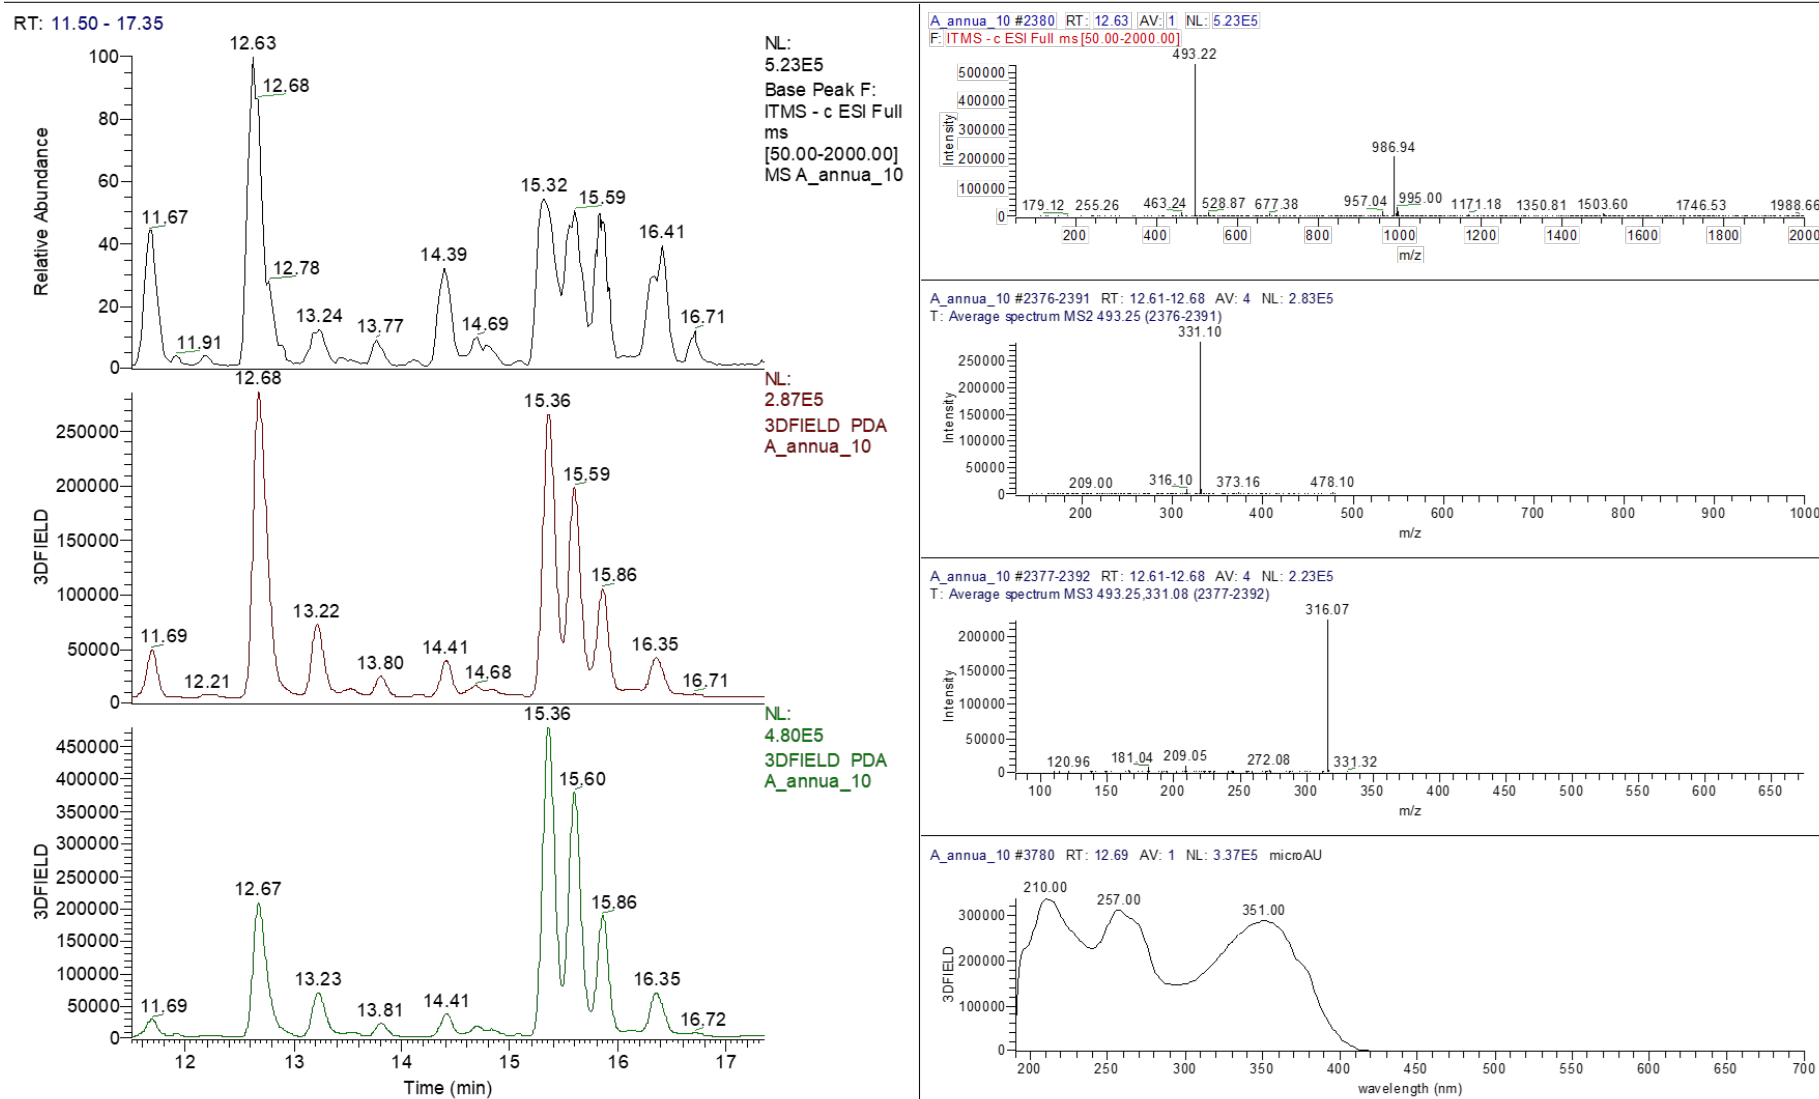 RT: 11.50 - 17.35
12.63
12.68
11.67
12.78
11.91
13.24
13.77
14.39
14.69
15.32
15.59
16.41
16.71
100
80
60
40
20
0
Relative Abundance
NL:
5.23E5
Base Peak F:
ITMS - c ESI Full
ms
[50.00-2000.00]
MS A_annua_10
12.68
11.69
12.21
13.22
13.80
14.41
14.68
15.36
15.59
15.86
16.35
16.71
250000
200000
150000
100000
50000
0
3DFIELD
NL:
2.87E5
3DFIELD PDA
A_annua_10
15.36
15.60
12.67
15.86
11.69
13.23
13.81
14.41
16.35
16.72
450000
400000
350000
300000
250000
200000
150000
100000
50000
0
3DFIELD
NL:
4.80E5
3DFIELD PDA
A_annua_10
12 13 14 15 16 17
Time (min)
A_annua_10 #2380 RT: 12.63 AV: 1 NL: 5.23E5
F: ITMS - c ESI Full ms [50.00-2000.00]
493.22
986.94
179.12 255.26 463.24 528.87 677.38 957.04 995.00 1171.18 1350.81 1503.60 1746.53 1988.66
500000
400000
300000
200000
100000
0
Intensity
200 400 600 800 1000 1200 1400 1600 1800 2000
m/z
A_annua_10 #2376-2391 RT: 12.61-12.68 AV: 4 NL: 2.83E5
T: Average spectrum MS2 493.25 (2376-2391)
331.10
209.00 316.10 373.16 478.10
250000
200000
150000
100000
50000
0
Intensity
200 300 400 500 600 700 800 900 1000
m/z
A_annua_10 #2377-2392 RT: 12.61-12.68 AV: 4 NL: 2.23E5
T: Average spectrum MS3 493.25,331.08 (2377-2392)
316.07
120.96 181.04 209.05 272.08 331.32
200000
150000
100000
50000
0
Intensity
100 150 200 250 300 350 400 450 500 550 600 650
m/z
A_annua_10 #3780 RT: 12.69 AV: 1 NL: 3.37E5 microAU
210.00
257.00
351.00
300000
200000
100000
0
3DFIELD
200 250 300 350 400 450 500 550 600 650 700
wavelength (nm)